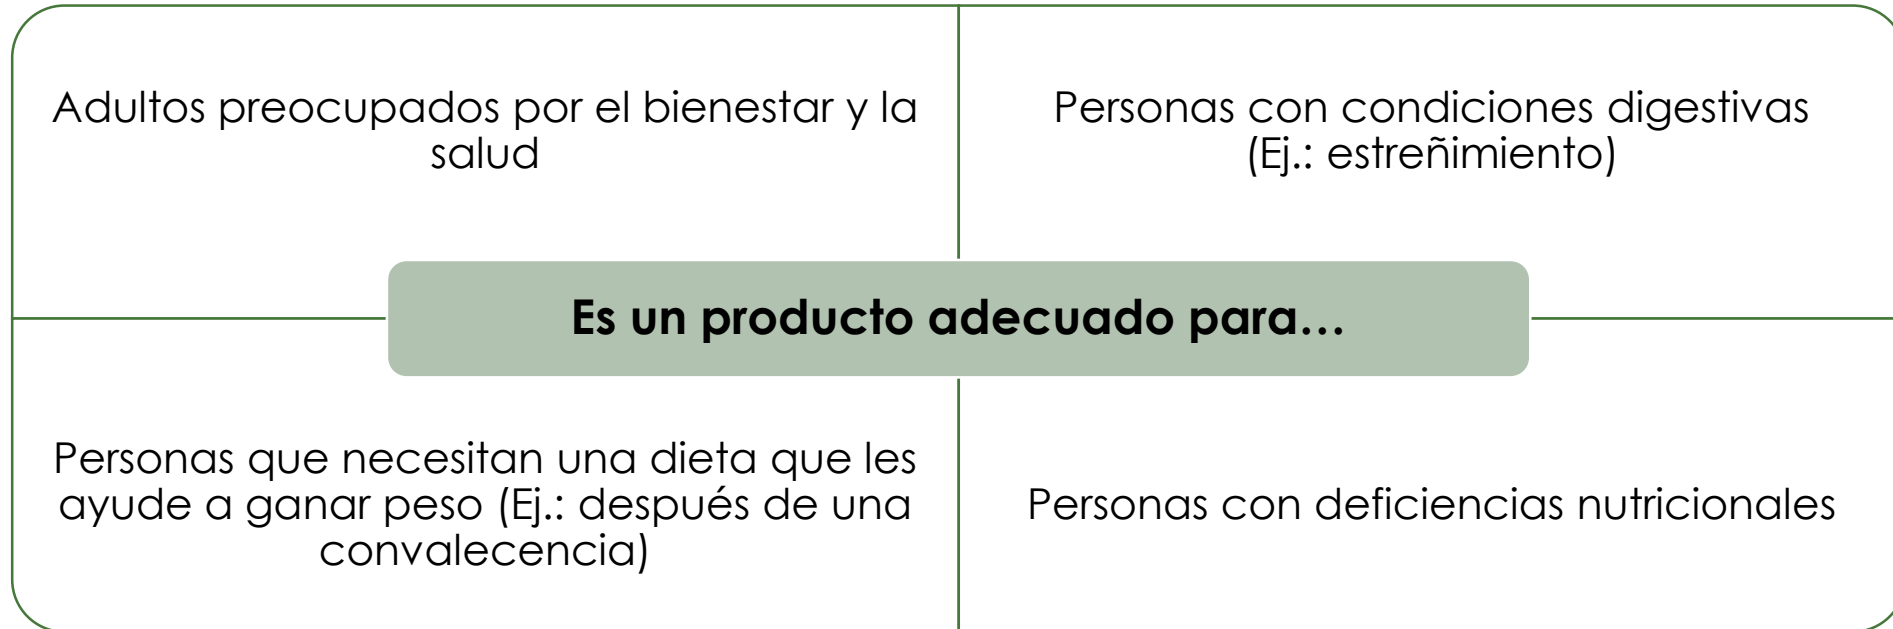 Adultos preocupados por el bienestar y la
salud
Personas con condiciones digestivas
(Ej.: estreñimiento)
Es un producto adecuado para…
Personas que necesitan una dieta que les
ayude a ganar peso (Ej.: después de una
convalecencia)
Personas con deficiencias nutricionales